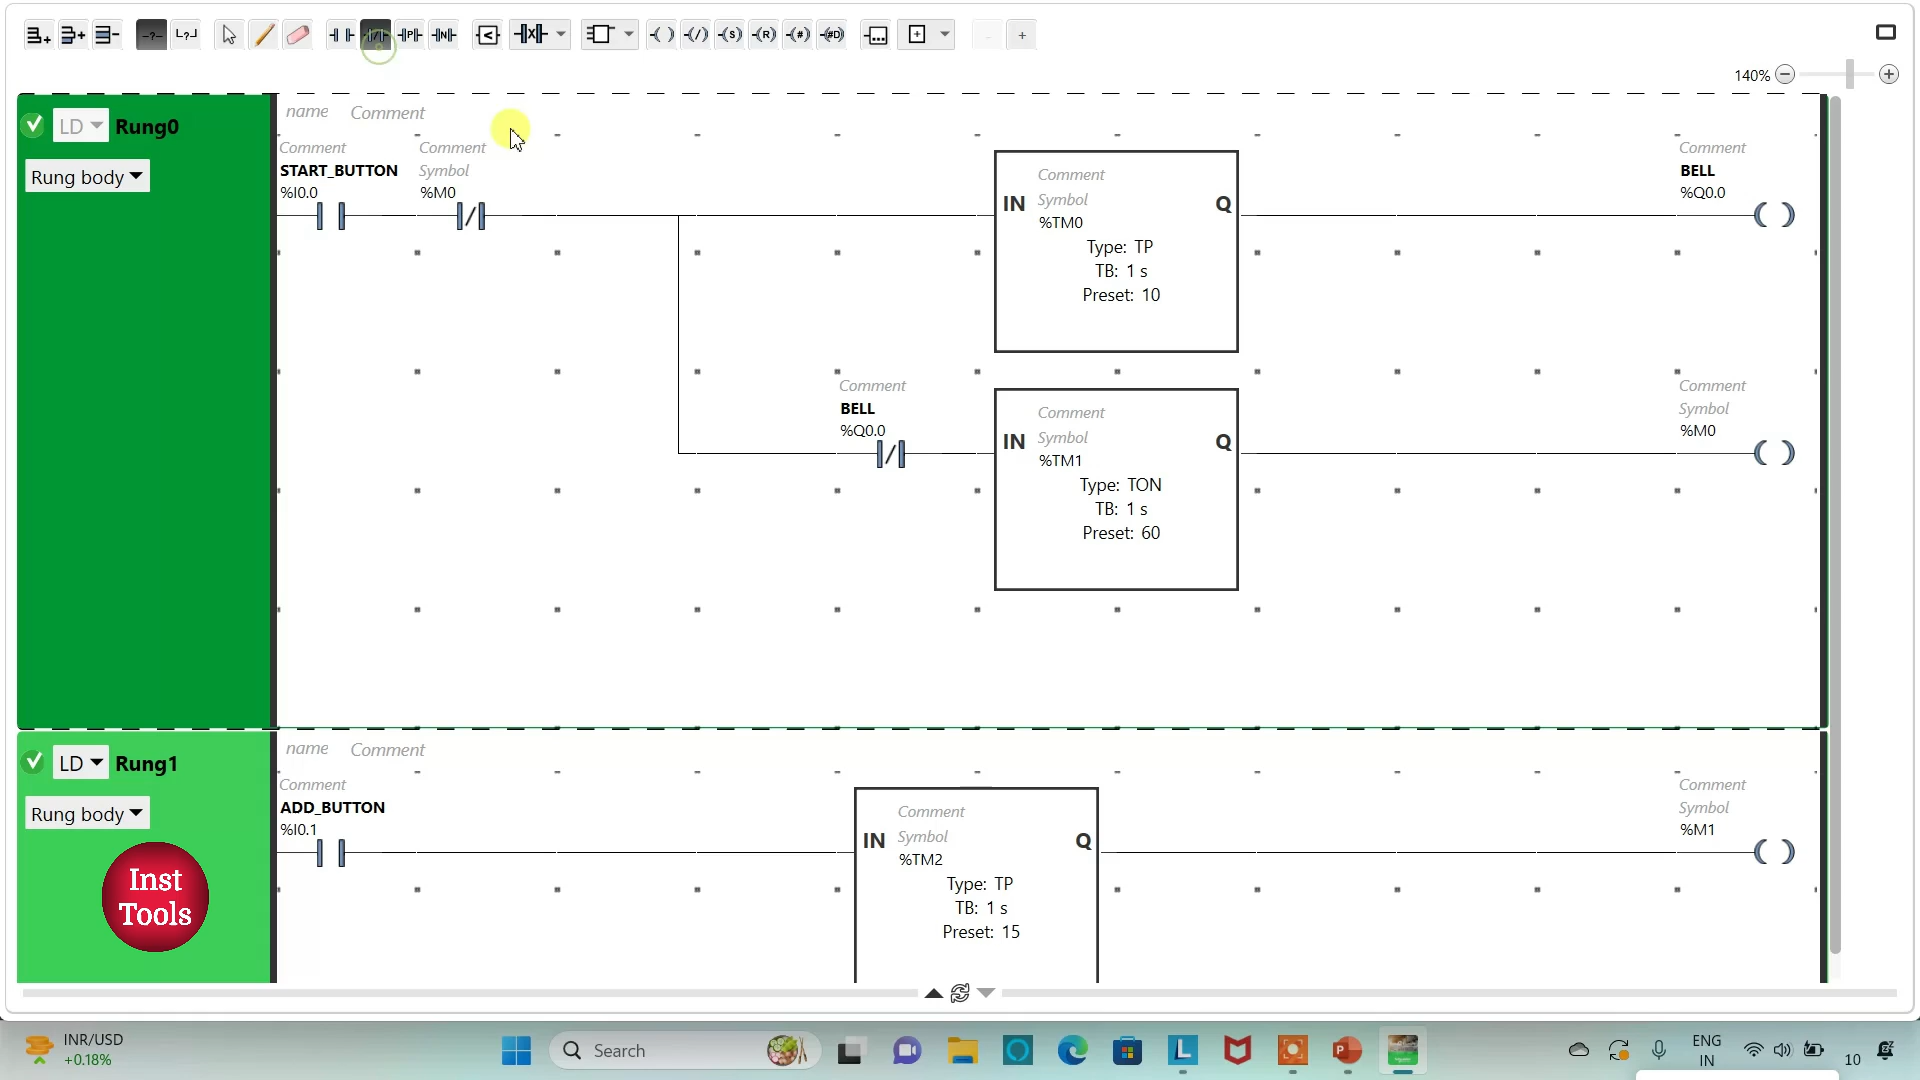 140%
LD Rung0
Rung body
name Comment
Comment
START_BUTTON
%I0.0
Comment
Symbol
%M0
Comment
IN Symbol Q
%TM0
Type: TP
TB: 1 s
Preset: 10
Comment
BELL
%Q0.0
Comment
BELL
%Q0.0
Comment
IN Symbol Q
%TM1
Type: TON
TB: 1 s
Preset: 60
Comment
Symbol
%M0
LD Rung1
Rung body
Inst
Tools
name Comment
Comment
ADD_BUTTON
%I0.1
Comment
IN Symbol Q
%TM2
Type: TP
TB: 1 s
Preset: 15
Comment
Symbol
%M1
INR/USD
+0.18%
Search
ENG
IN
10